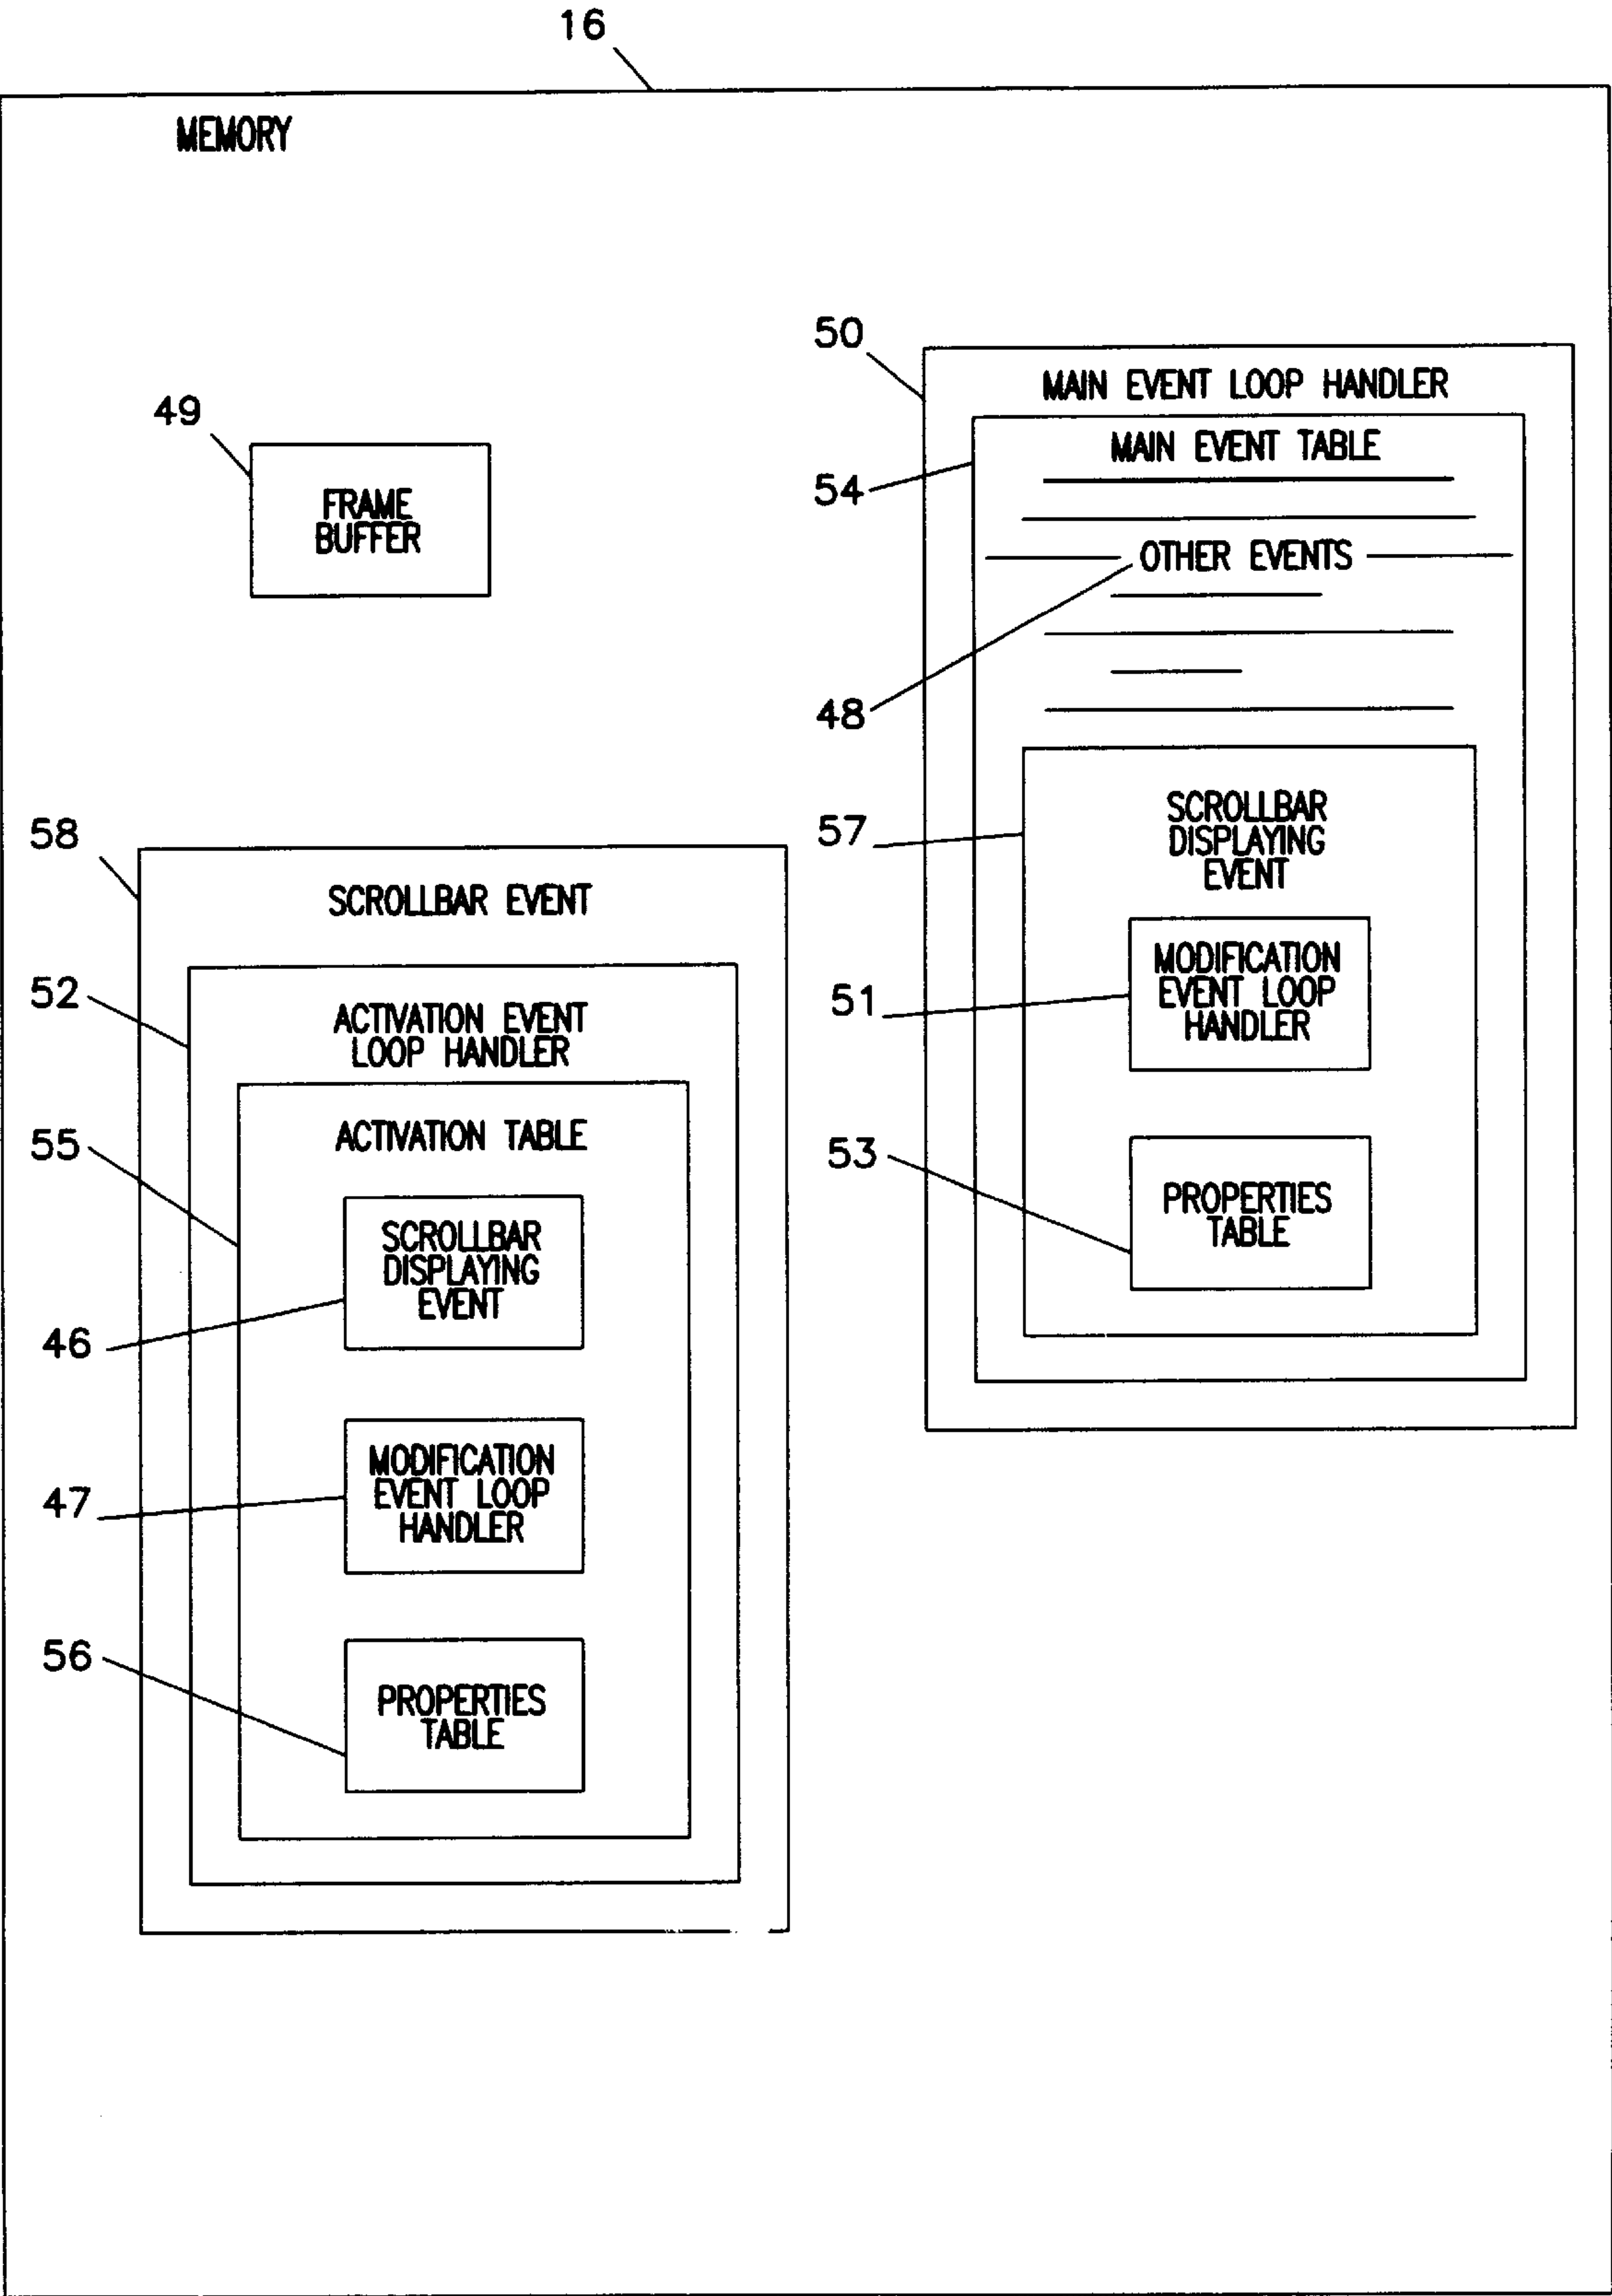 16
MEMORY
49
FRAME
BUFFER
50
MAIN EVENT LOOP HANDLER
54
MAIN EVENT TABLE
OTHER EVENTS
48
57
SCROLLBAR
DISPLAYING
EVENT
51
MODIFICATION
EVENT LOOP
HANDLER
53
PROPERTIES
TABLE
58
SCROLLBAR EVENT
52
ACTIVATION EVENT
LOOP HANDLER
55
ACTIVATION TABLE
46
SCROLLBAR
DISPLAYING
EVENT
47
MODIFICATION
EVENT LOOP
HANDLER
56
PROPERTIES
TABLE